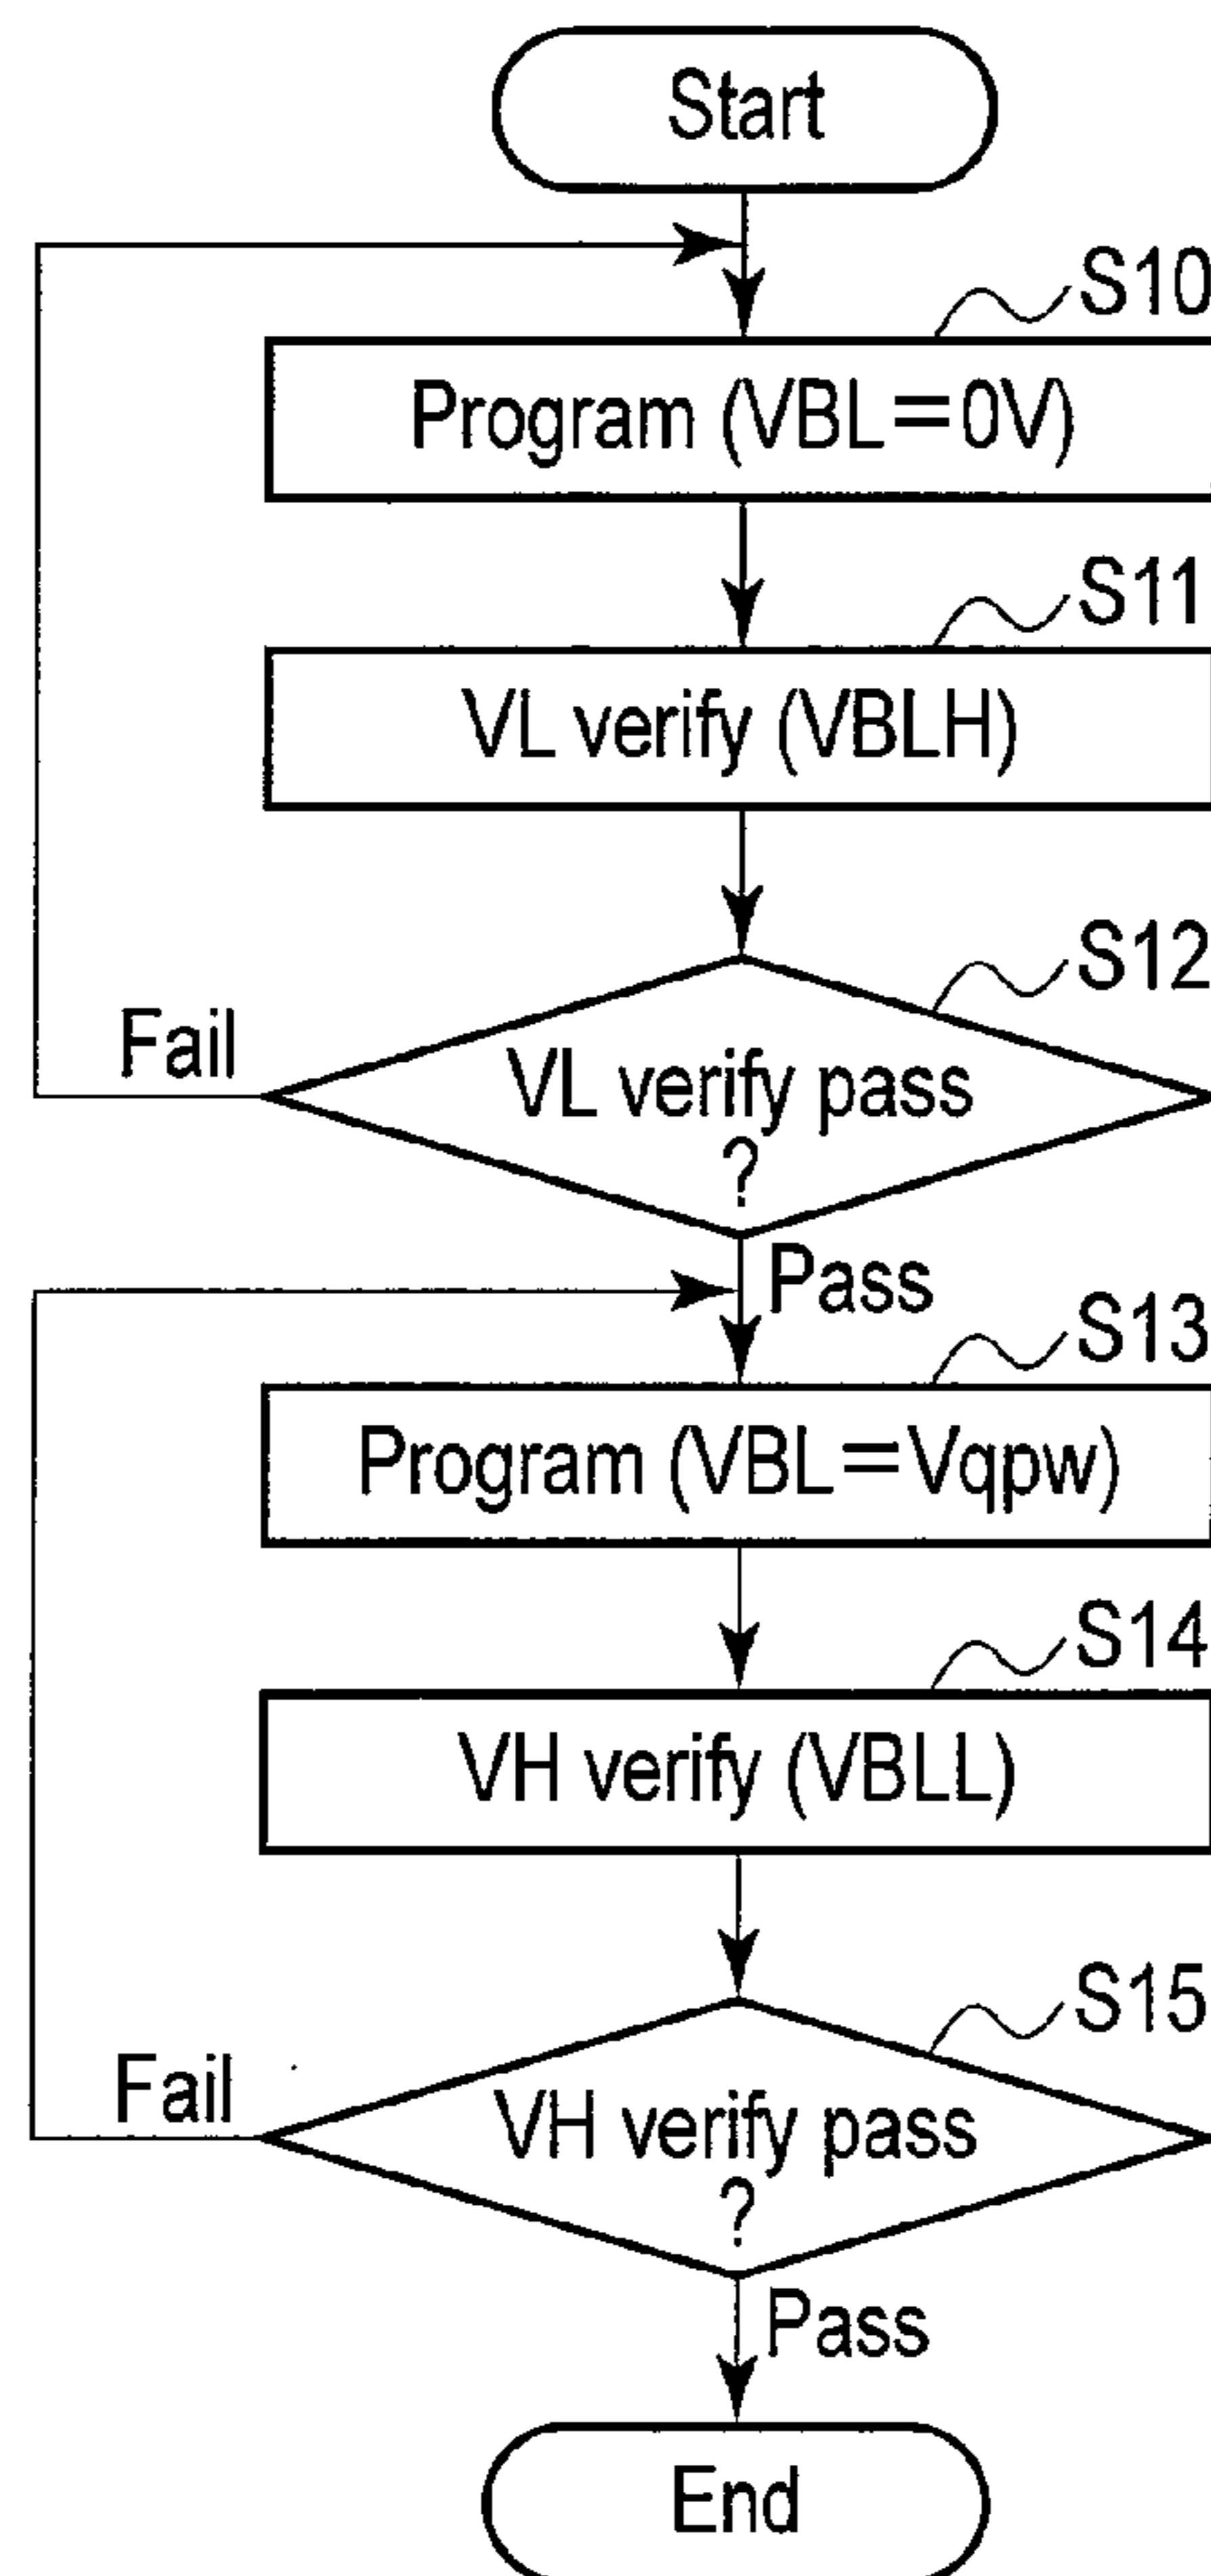 Start
S10
Program (VBL=0V)
S11
VL verify (VBLH)
S12
Fail
VL verify pass
?
Pass
S13
Program (VBL=Vqpw)
S14
VH verify (VBLL)
S15
Fail
VH verify pass
?
Pass
End